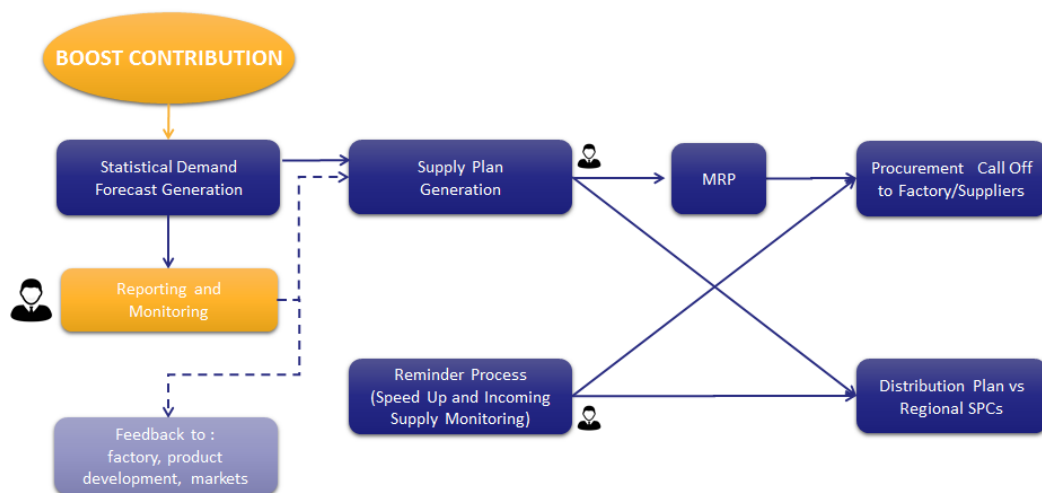 BOOST CONTRIBUTION
Statistical Demand
Forecast Generation
Supply Plan
Generation
MRP
Procurement Call Off
to Factory/Suppliers
Reporting and
Monitoring
Reminder Process
(Speed Up and Incoming
Supply Monitoring)
Distribution Plan vs
Regional SPCs
Feedback to :
factory, product
development, markets